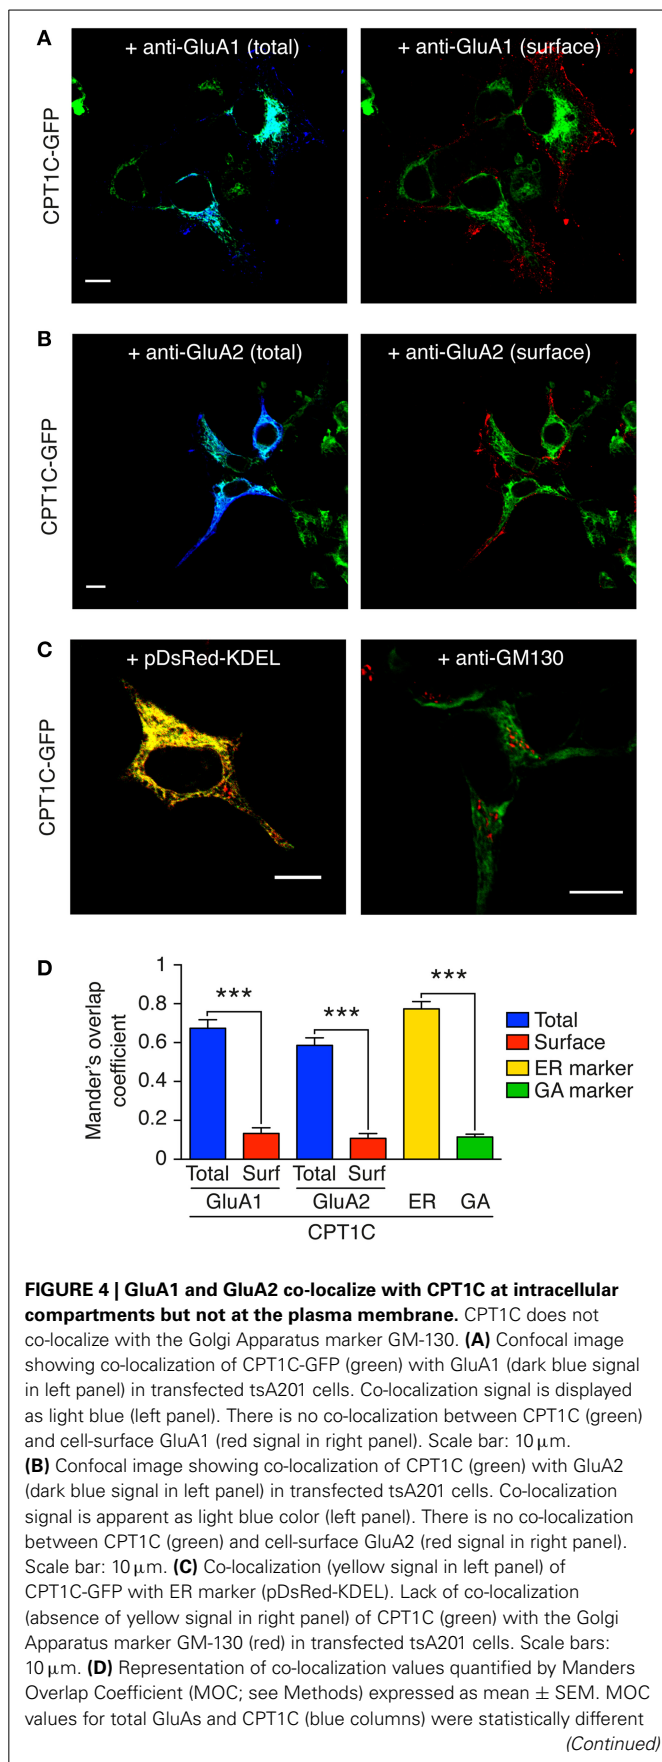 A
+ anti-GluA1 (total)
+ anti-GluA1 (surface)
CPT1C-GFP
B
+ anti-GluA2 (total)
+ anti-GluA2 (surface)
CPT1C-GFP
C
+ pDsRed-KDEL
+ anti-GM130
CPT1C-GFP
D
Mander's overlap
coefficient
1
0.8
0.6
0.4
0.2
0
***
***
***
Total
Surface
ER marker
GA marker
Total Surf Total Surf
GluA1 GluA2 ER GA
CPT1C
FIGURE 4 | GluA1 and GluA2 co-localize with CPT1C at intracellular
compartments but not at the plasma membrane. CPT1C does not
co-localize with the Golgi Apparatus marker GM-130. (A) Confocal image
showing co-localization of CPT1C-GFP (green) with GluA1 (dark blue signal
in left panel) in transfected tsA201 cells. Co-localization signal is displayed
as light blue (left panel). There is no co-localization between CPT1C (green)
and cell-surface GluA1 (red signal in right panel). Scale bar: 10 μm.
(B) Confocal image showing co-localization of CPT1C (green) with GluA2
(dark blue signal in left panel) in transfected tsA201 cells. Co-localization
signal is apparent as light blue color (left panel). There is no co-localization
between CPT1C (green) and cell-surface GluA2 (red signal in right panel).
Scale bar: 10 μm. (C) Co-localization (yellow signal in left panel) of
CPT1C-GFP with ER marker (pDsRed-KDEL). Lack of co-localization
(absence of yellow signal in right panel) of CPT1C (green) with the Golgi
Apparatus marker GM-130 (red) in transfected tsA201 cells. Scale bars:
10 μm. (D) Representation of co-localization values quantified by Manders
Overlap Coefficient (MOC; see Methods) expressed as mean ± SEM. MOC
values for total GluAs and CPT1C (blue columns) were statistically different
(Continued)